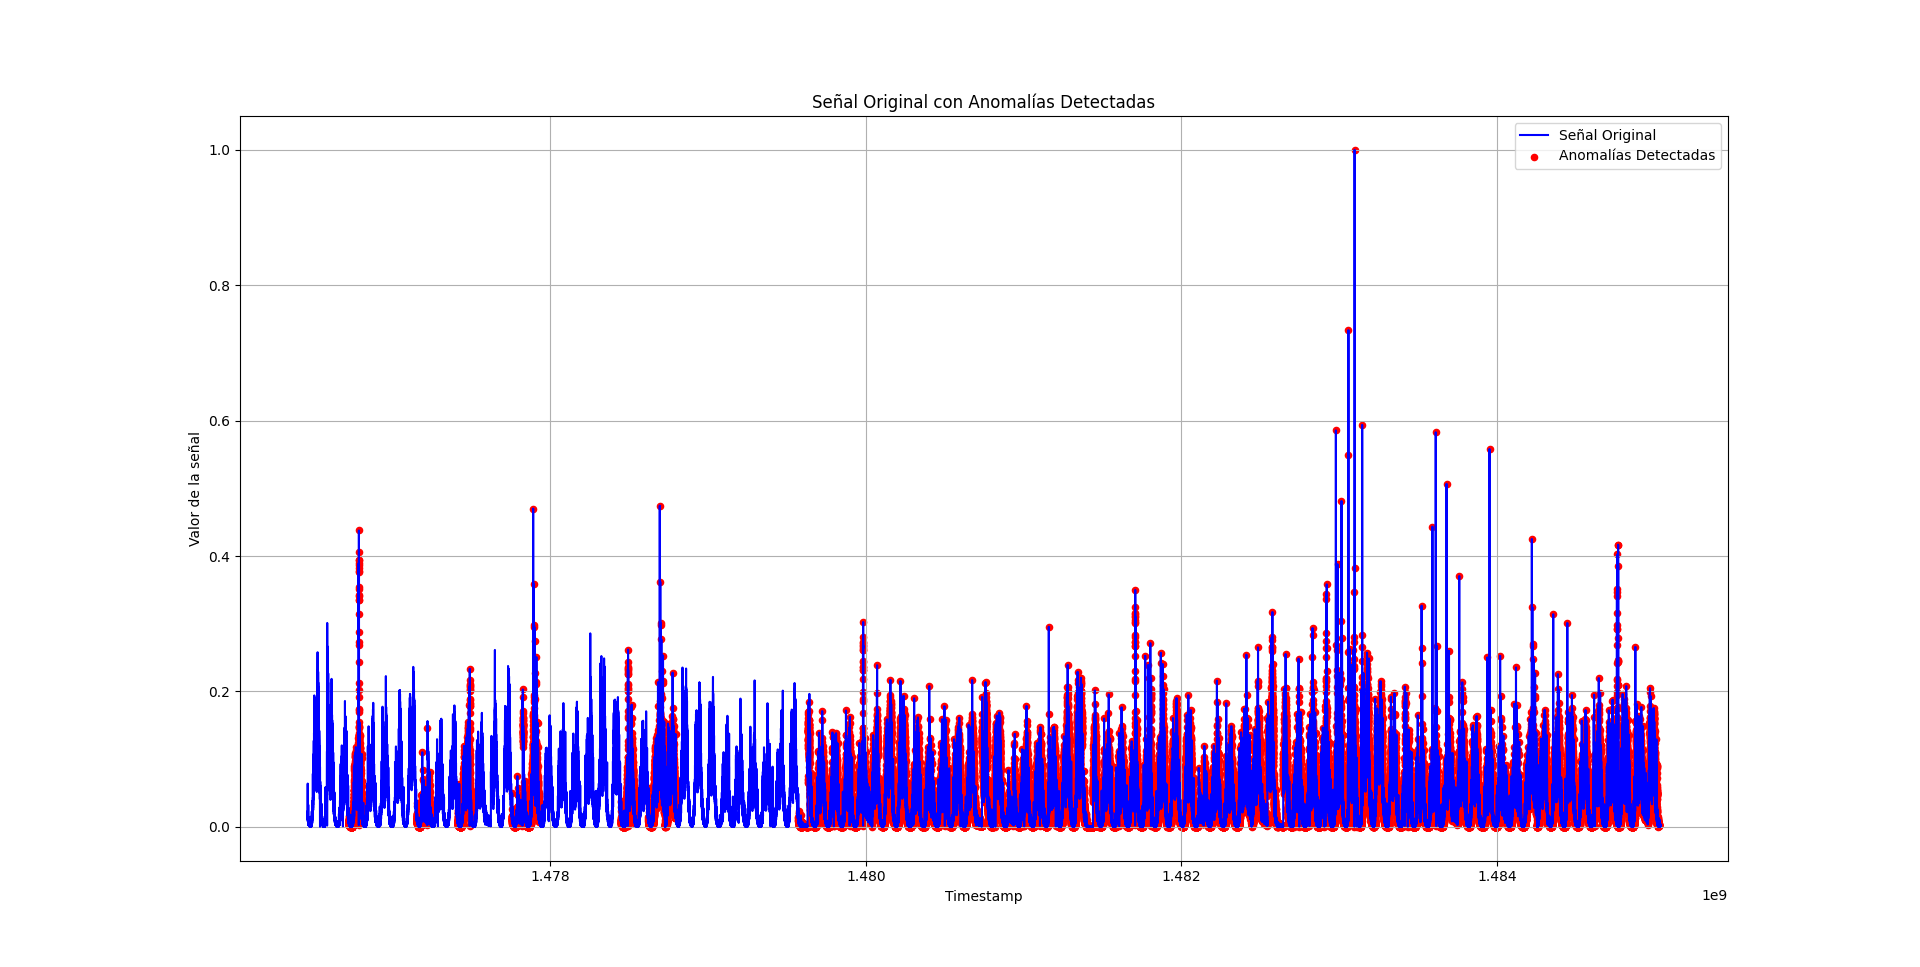 Señal Original con Anomalías Detectadas
Señal Original
Anomalías Detectadas
1.0
0.8
0.6
0.4
0.2
0.0
Valor de la señal
1.478
1.480
1.482
1.484
1e9
Timestamp